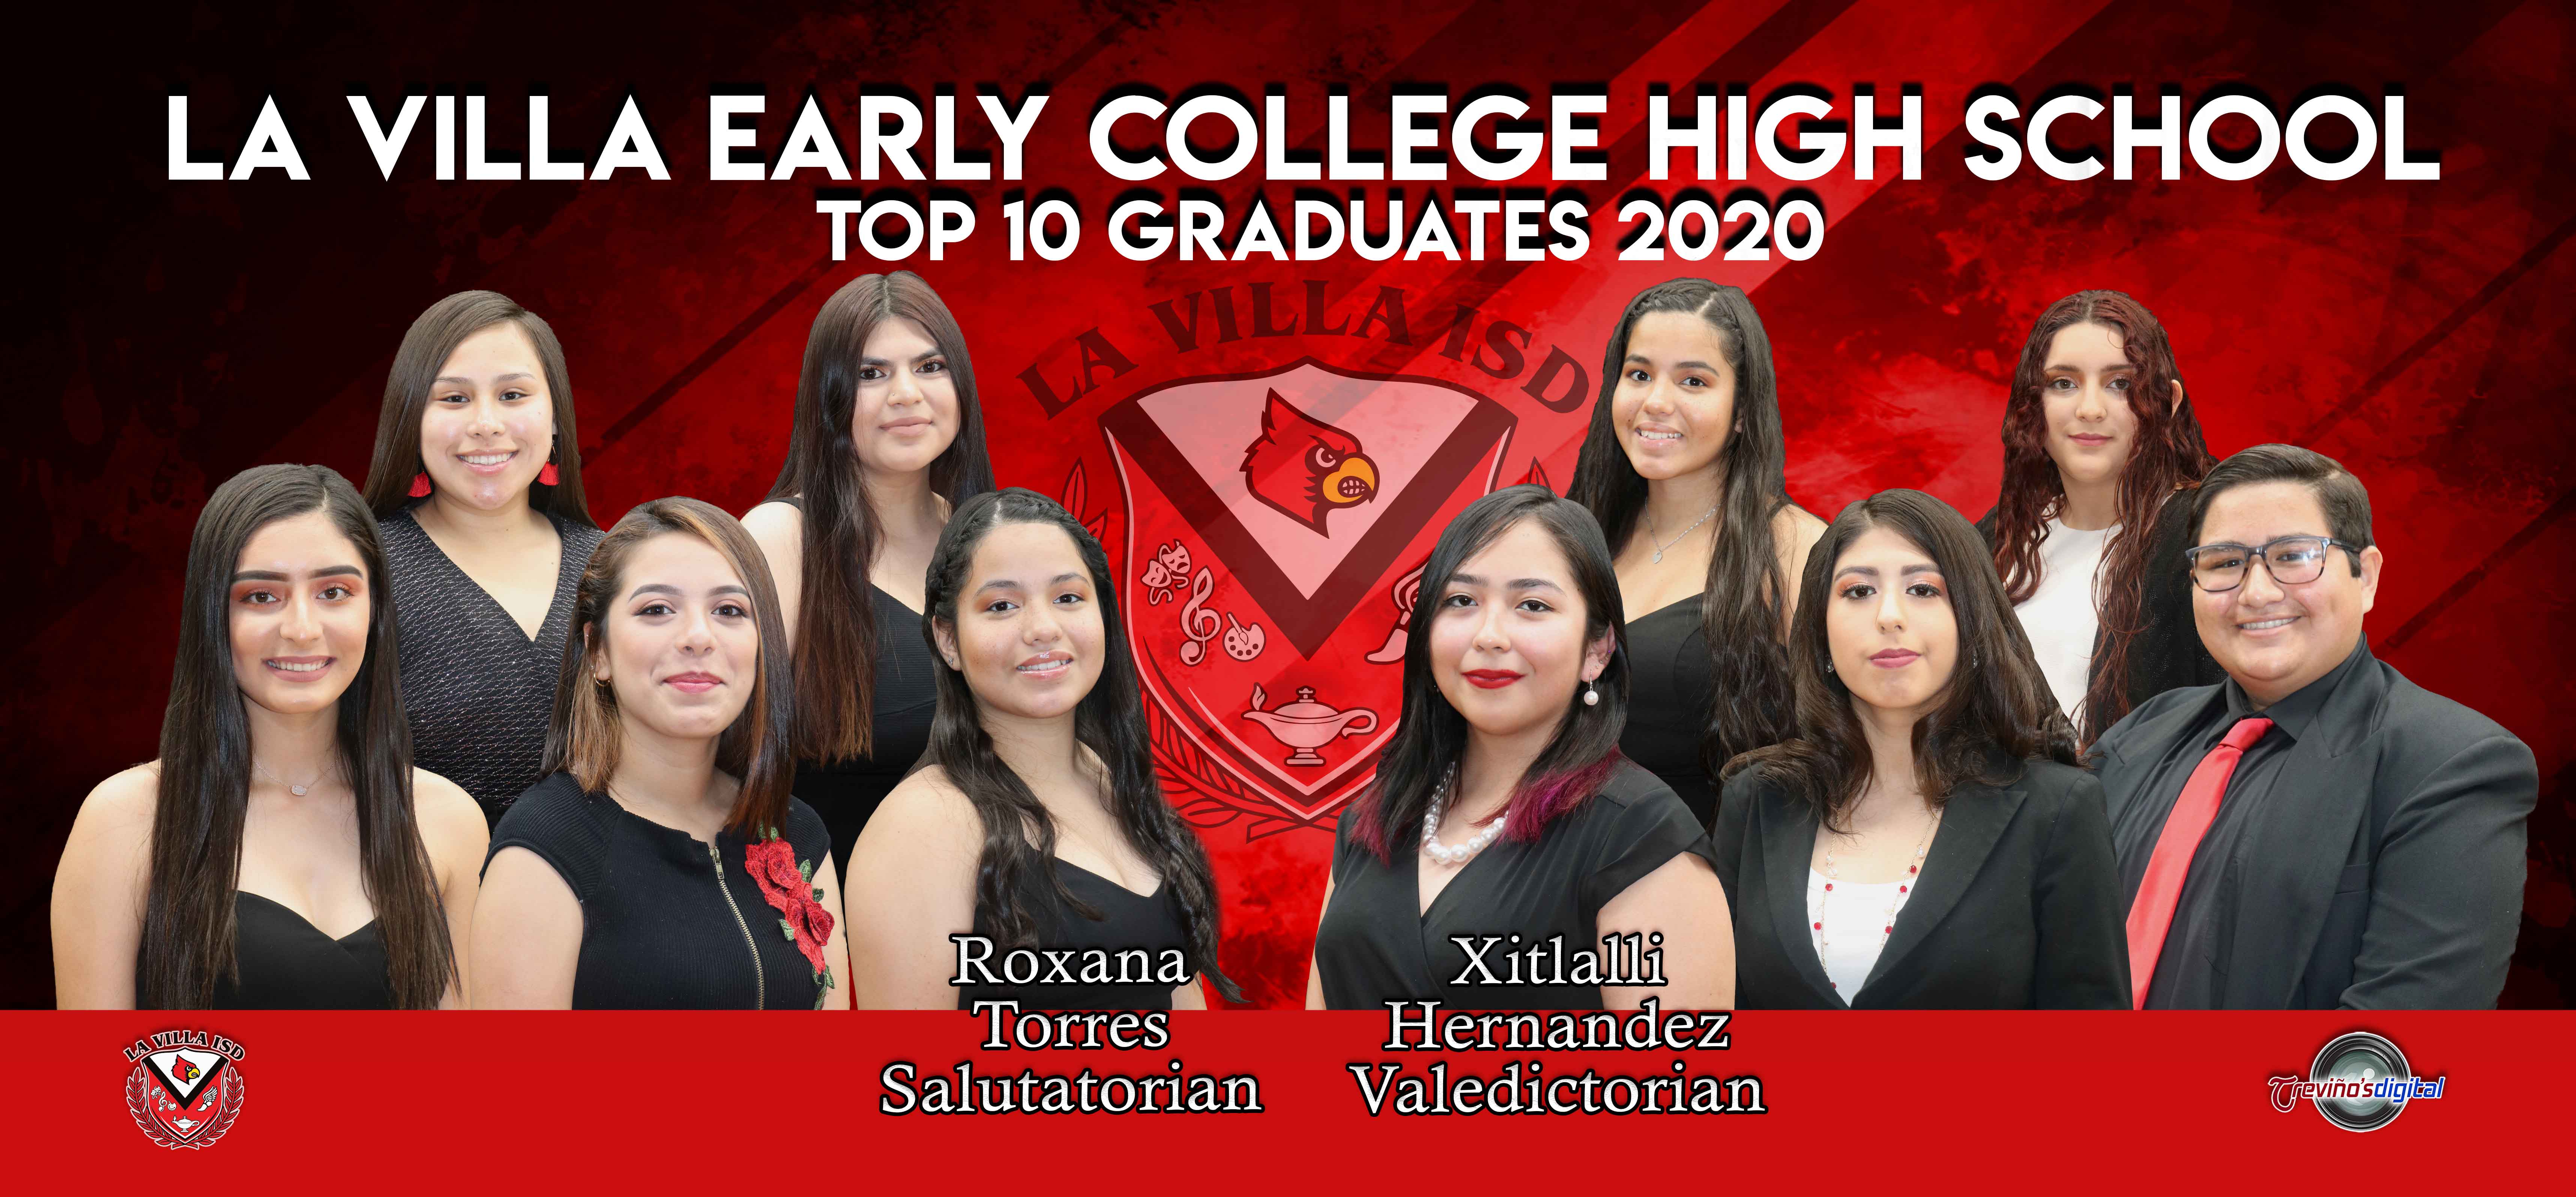 LA VILLA EARLY COLLEGE HIGH SCHOOL
TOP 10 GRADUATES 2020
LA VILLA ISD
Roxana
Torres
Salutatorian
Xitlalli
Hernandez
Valedictorian
LA VILLA ISD
Treviño'sdigital